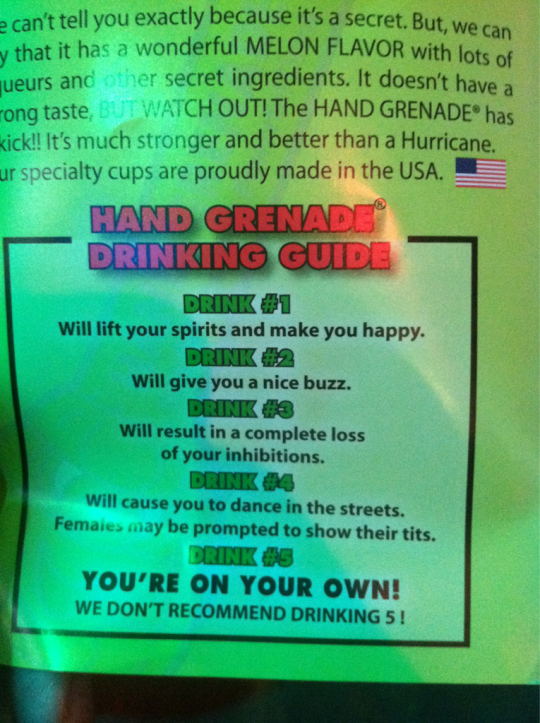 e can't tell you exactly because it's a secret. But, we can
y that it has a wonderful MELON FLAVOR with lots of
queurs and other secret ingredients. It doesn't have a
rong taste, BUT WATCH OUT! The HAND GRENADE® has
kick!! It's much stronger and better than a Hurricane.
ur specialty cups are proudly made in the USA.
HAND GRENADE®
DRINKING GUIDE
DRINK #1
Will lift your spirits and make you happy.
DRINK #2
Will give you a nice buzz.
DRINK #3
Will result in a complete loss
of your inhibitions.
DRINK #4
Will cause you to dance in the streets.
Females may be prompted to show their tits.
DRINK #5
YOU'RE ON YOUR OWN!
WE DON'T RECOMMEND DRINKING 5 !